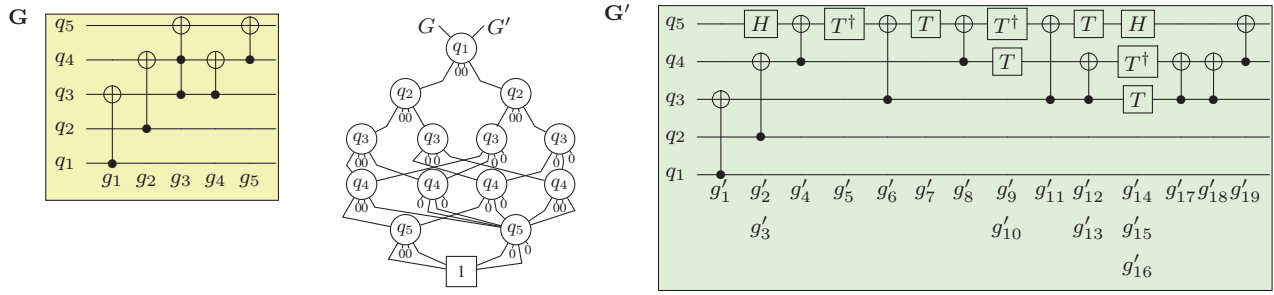 G
q5
q4
q3
q2
q1
g1 g2 g3 g4 g5
G G′
q1
00
q2 q2
00 00
q3 q3 q3 q3
00 00 0 0 0 0
q4 q4 q4 q4
00 0 0 0 0 00
q5 q5
00 0 0
1
G′
q5 H T† T T† T H
q4 T T†
q3 T
q2
q1
g′1 g′2 g′4 g′5 g′6 g′7 g′8 g′9 g′11 g′12 g′14 g′17 g′18 g′19
g′3 g′10 g′13 g′15
g′16